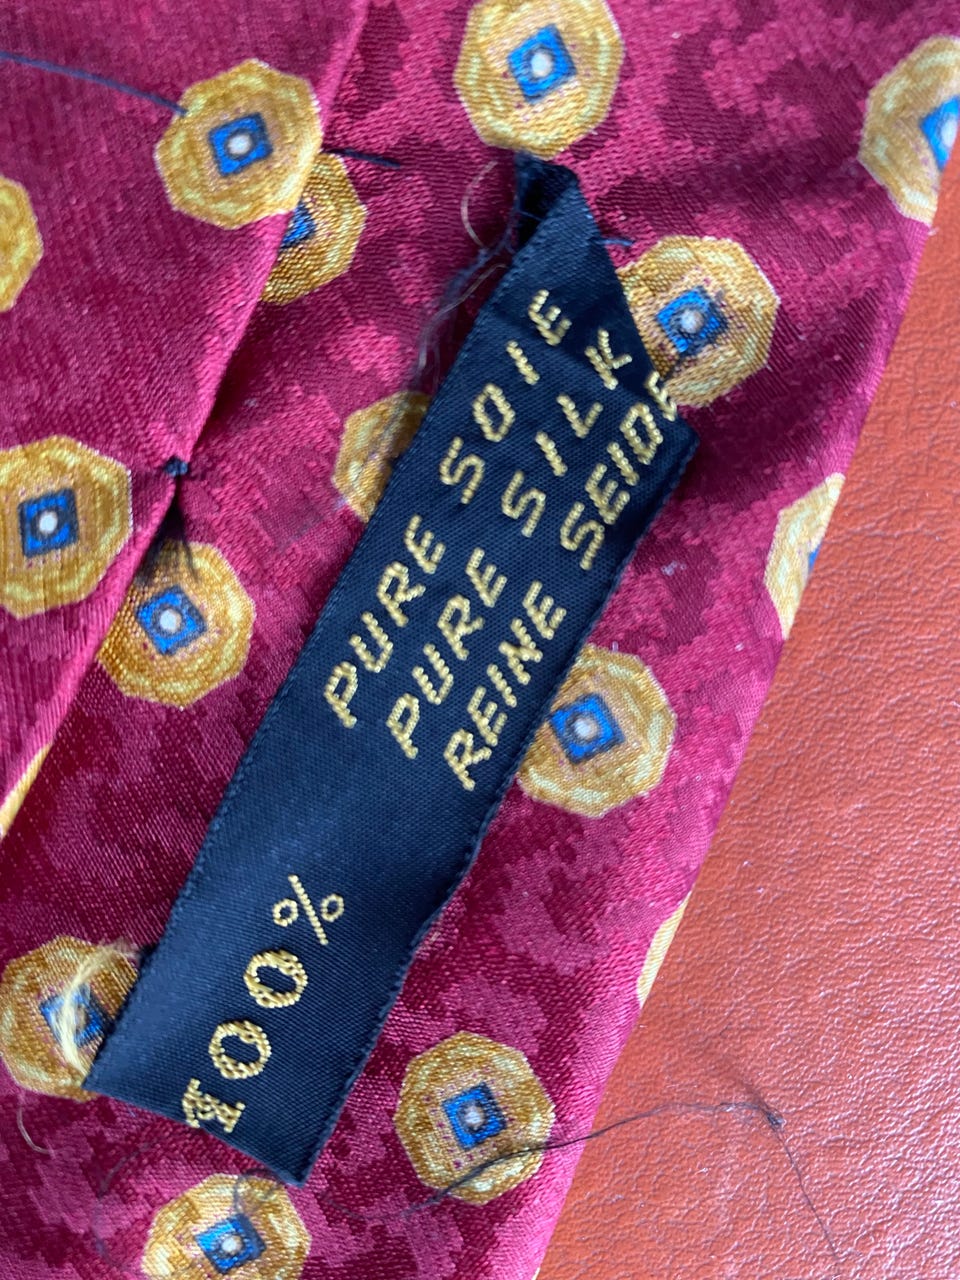 100%
PURE SOIE
PURE SILK
REINE SEIDE